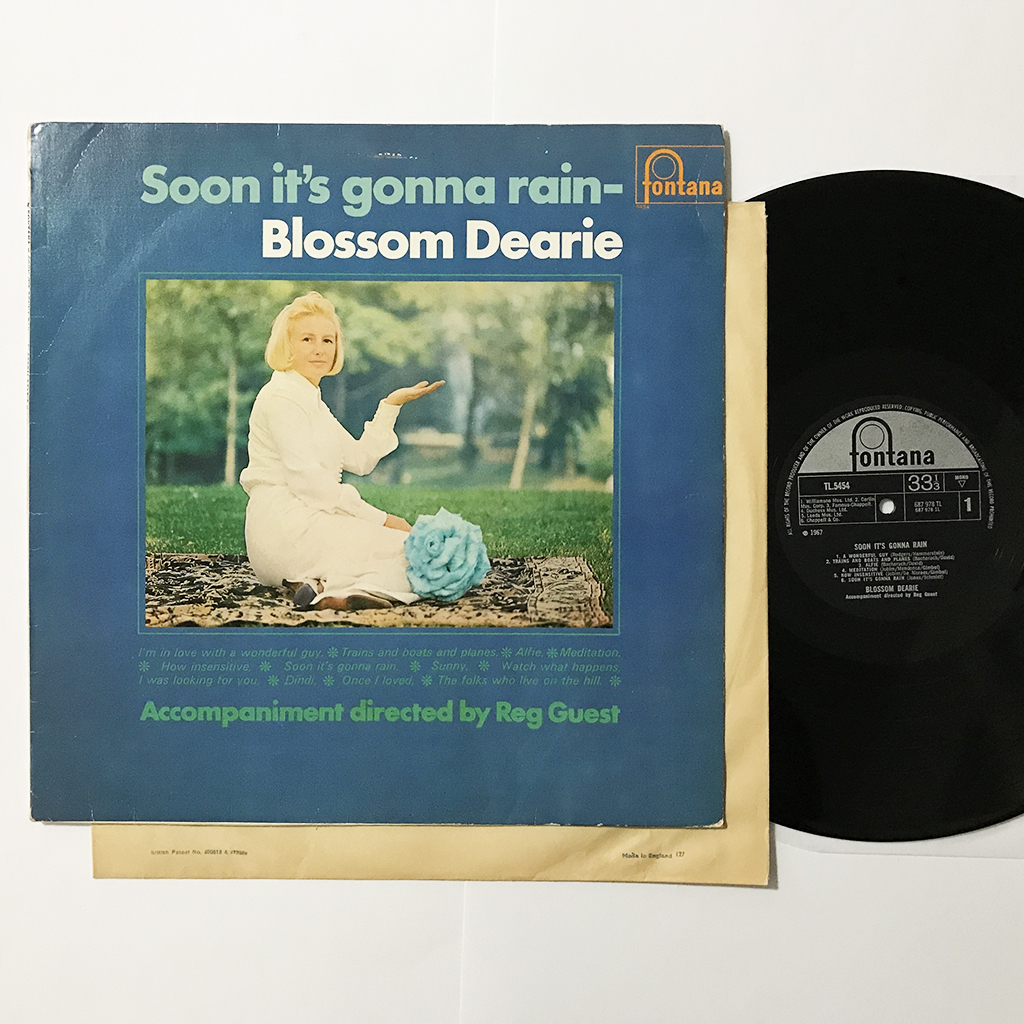 Soon it's gonna rain-
Blossom Dearie
fontana
I'm in love with a wonderful guy, ❊ Trains and boats and planes, ❊ Alfie, ❊ Meditation,
❊ How insensitive, ❊ Soon it's gonna rain, ❊ Sunny, ❊ Watch what happens,
I was looking for you, ❊ Dindi, ❊ Once I loved, ❊ The folks who live on the hill. ❊
Accompaniment directed by Reg Guest
Made in England
fontana
TL.5454
33⅓
MONO
1
687 978 TL
℗ 1967
SOON IT'S GONNA RAIN
1. A WONDERFUL GUY (Rodgers/Hammerstein)
2. TRAINS AND BOATS AND PLANES (Bacharach/David)
3. ALFIE (Bacharach/David)
4. MEDITATION
5. HOW INSENSITIVE
6. SOON IT'S GONNA RAIN (Jones/Schmidt)
BLOSSOM DEARIE
Accompaniment directed by Reg Guest